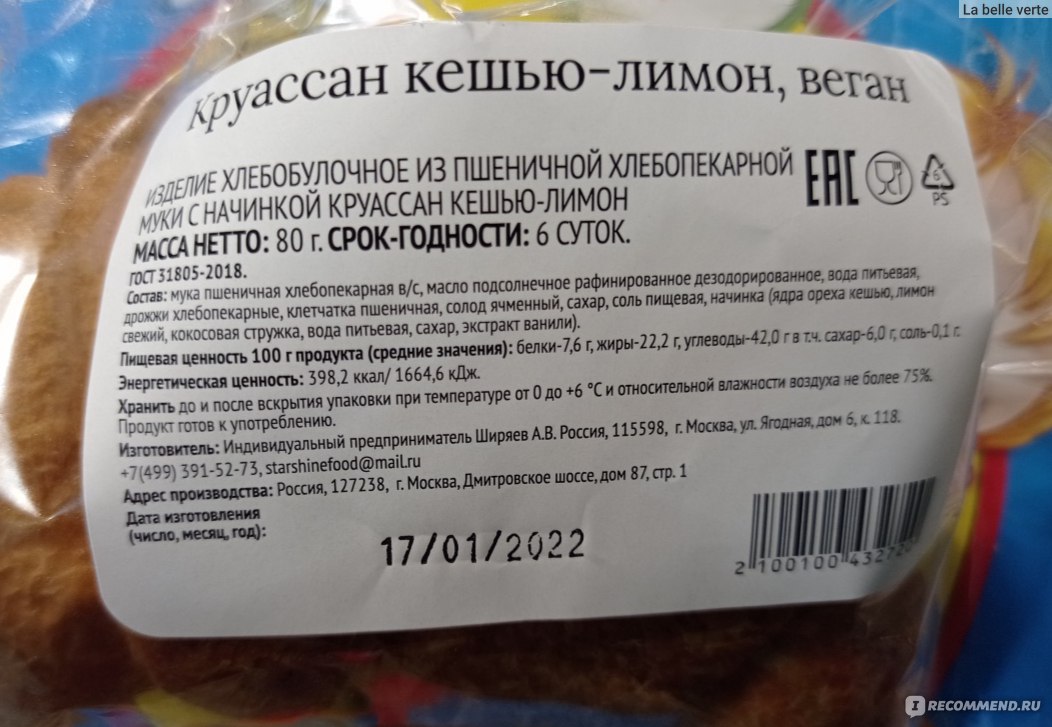 La belle verte
Круассан кешью-лимон, веган
ИЗДЕЛИЕ ХЛЕБОБУЛОЧНОЕ ИЗ ПШЕНИЧНОЙ ХЛЕБОПЕКАРНОЙ
МУКИ С НАЧИНКОЙ КРУАССАН КЕШЬЮ-ЛИМОН
МАССА НЕТТО: 80 г. СРОК-ГОДНОСТИ: 6 СУТОК.
EAC
6
PS
ГОСТ 31805-2018.
Состав: мука пшеничная хлебопекарная в/с, масло подсолнечное рафинированное дезодорированное, вода питьевая,
дрожжи хлебопекарные, клетчатка пшеничная, солод ячменный, сахар, соль пищевая, начинка (ядра ореха кешью, лимон
свежий, кокосовая стружка, вода питьевая, сахар, экстракт ванили).
Пищевая ценность 100 г продукта (средние значения): белки-7,6 г, жиры-22,2 г, углеводы-42,0 г в т.ч. сахар-6,0 г, соль-0,1 г.
Энергетическая ценность: 398,2 ккал/ 1664,6 кДж.
Хранить до и после вскрытия упаковки при температуре от 0 до +6 °C и относительной влажности воздуха не более 75%.
Продукт готов к употреблению.
Изготовитель: Индивидуальный предприниматель Ширяев А.В. Россия, 115598, г. Москва, ул. Ягодная, дом 6, к. 118.
+7(499) 391-52-73, starshinefood@mail.ru
Адрес производства: Россия, 127238, г. Москва, Дмитровское шоссе, дом 87, стр. 1
Дата изготовления
(число, месяц, год):
17/01/2022
2 100100
IRECOMMEND.RU